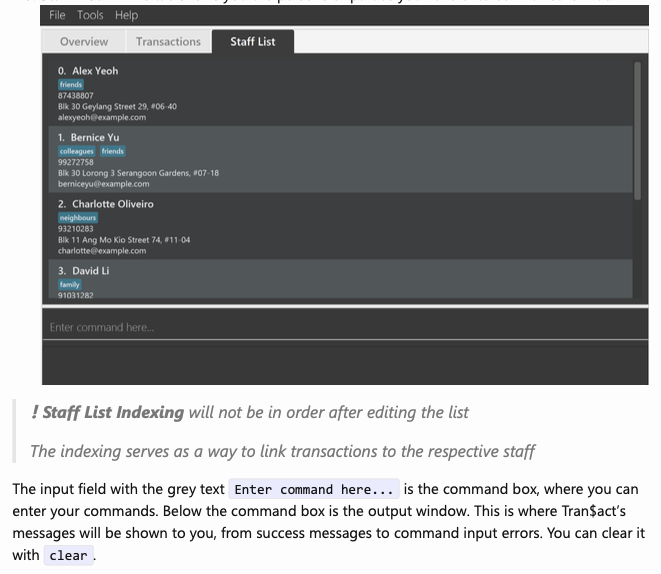 File Tools Help
Overview Transactions Staff List
0. Alex Yeoh
friends
87438807
Blk 30 Geylang Street 29, #06-40
alexyeoh@example.com
1. Bernice Yu
colleagues friends
99272758
Blk 30 Lorong 3 Serangoon Gardens, #07-18
berniceyu@example.com
2. Charlotte Oliveiro
neighbours
93210283
Blk 11 Ang Mo Kio Street 74, #11-04
charlotte@example.com
3. David Li
family
91031282
Enter command here...
! Staff List Indexing will not be in order after editing the list
The indexing serves as a way to link transactions to the respective staff
The input field with the grey text Enter command here... is the command box, where you can
enter your commands. Below the command box is the output window. This is where Tran$act's
messages will be shown to you, from success messages to command input errors. You can clear it
with clear .